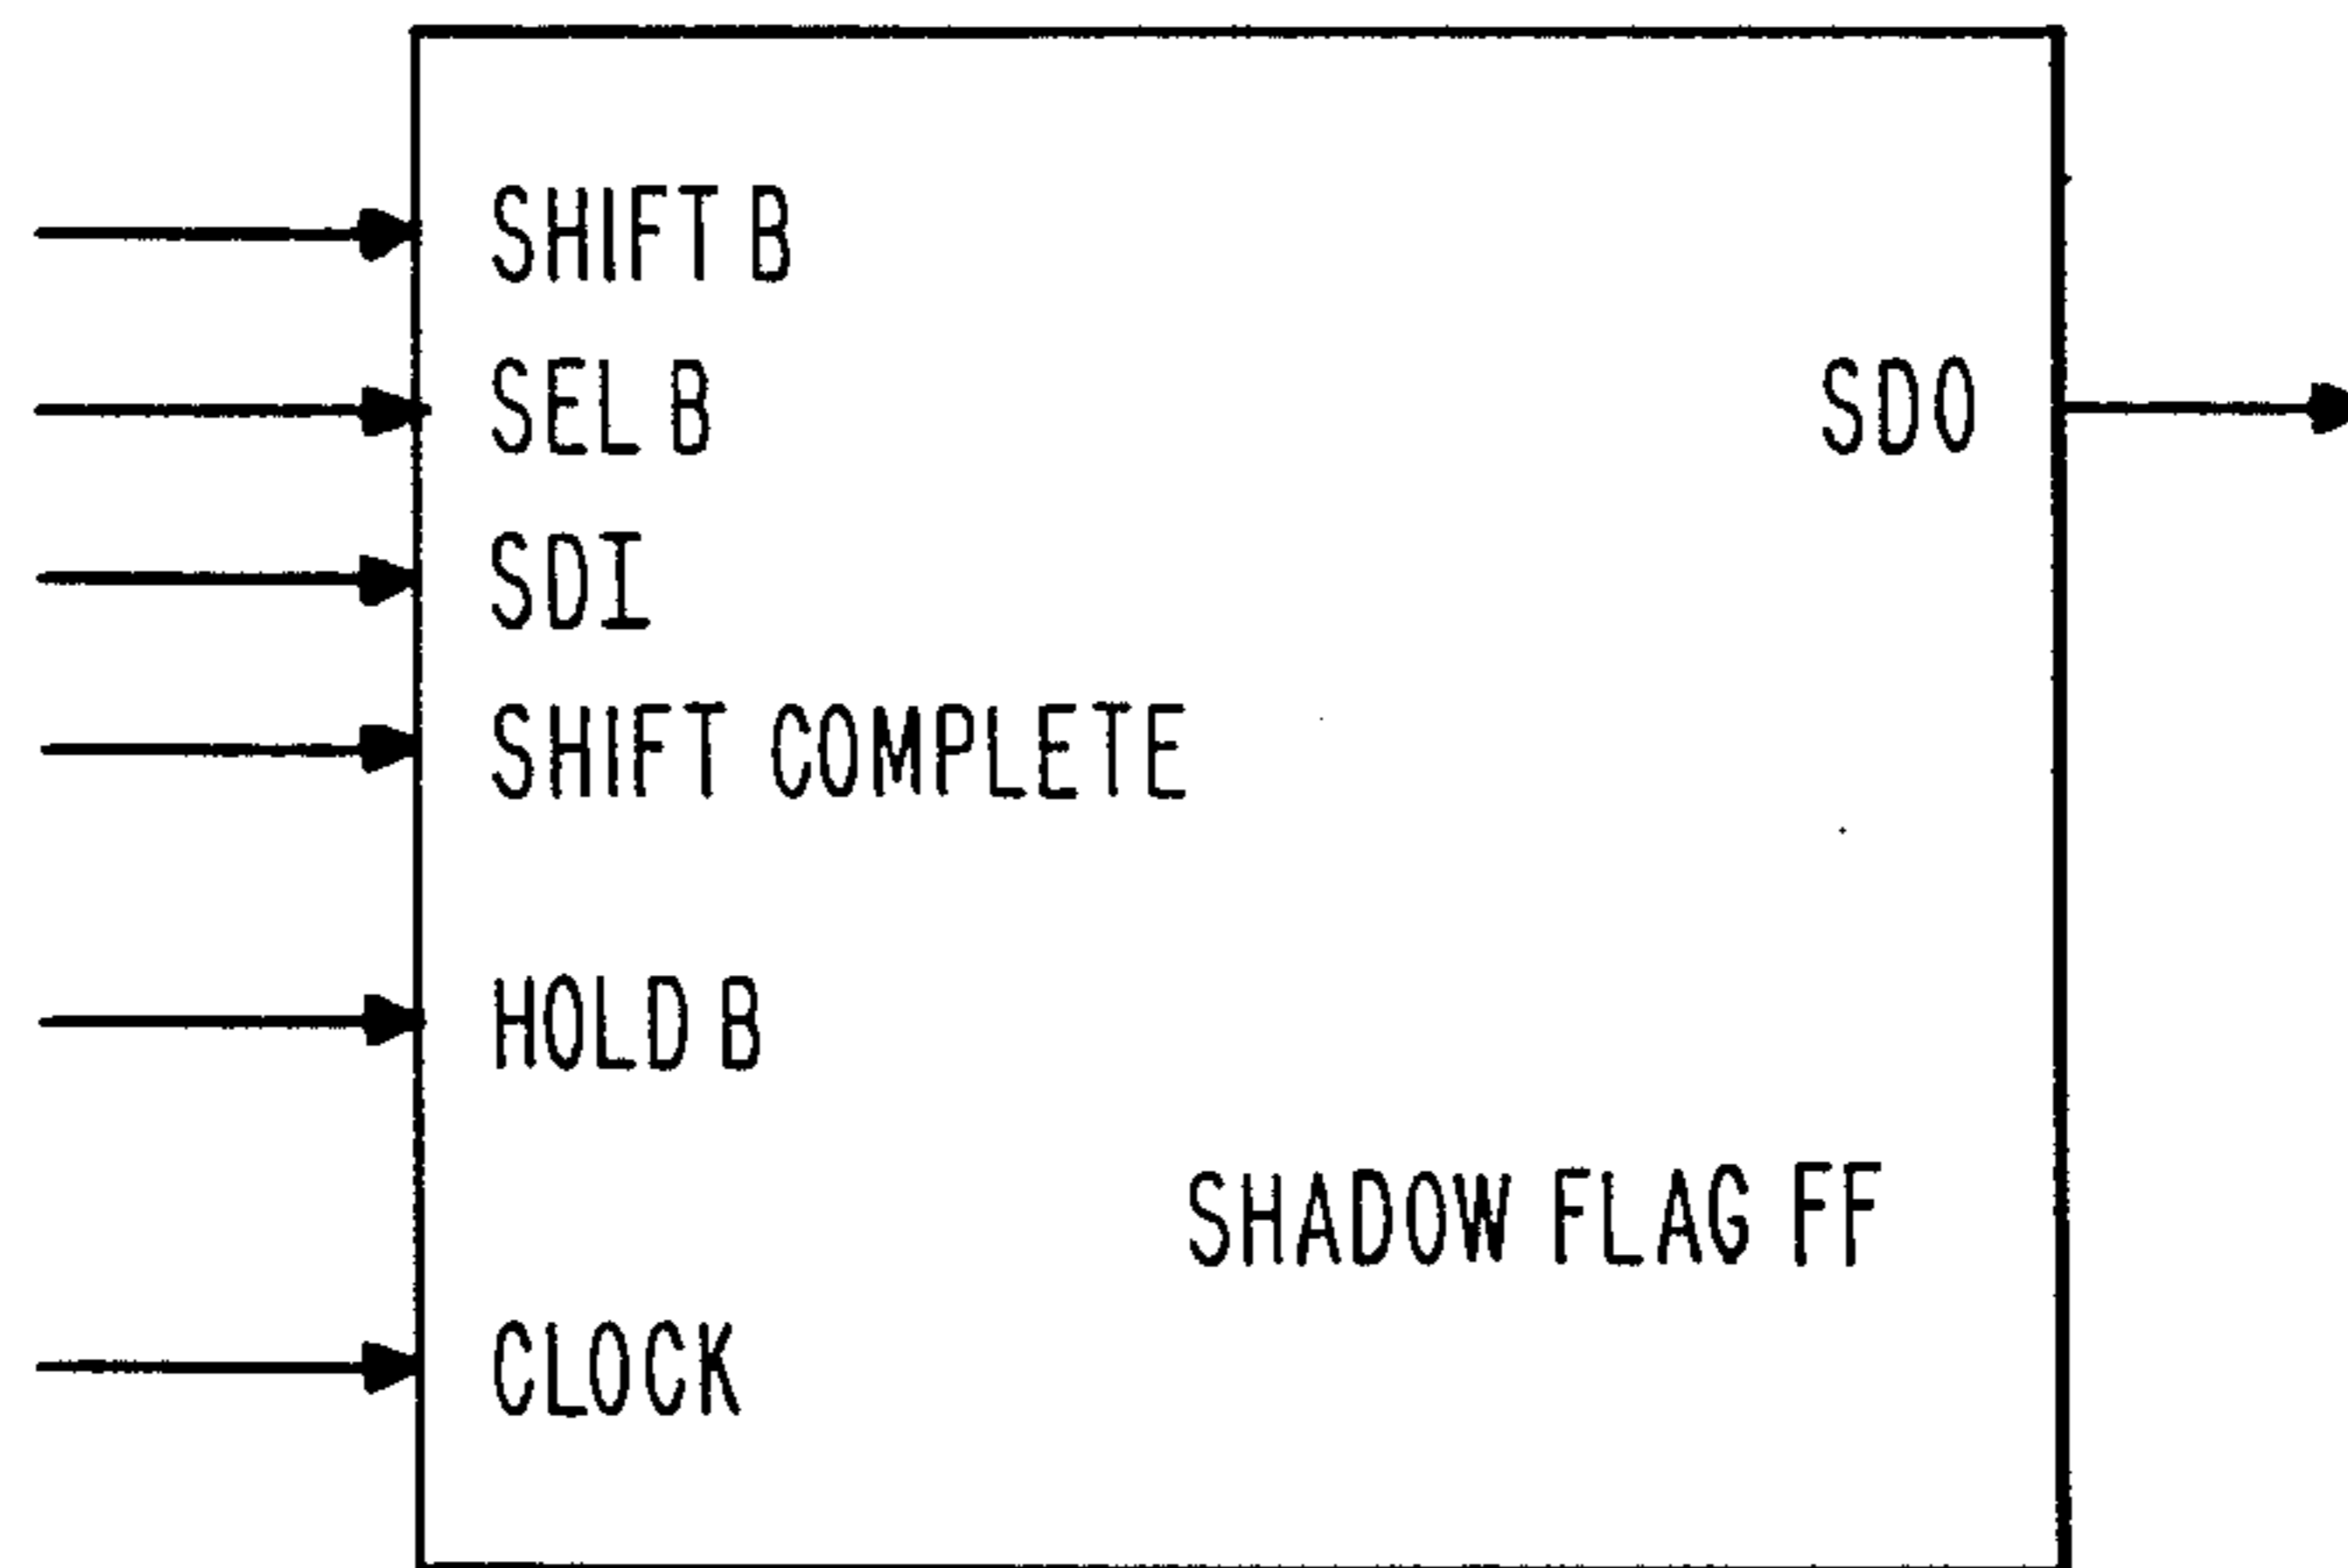 SHIFT B
SEL B
SDO
SDI
SHIFT COMPLETE
HOLD B
SHADOW FLAG FF
CLOCK